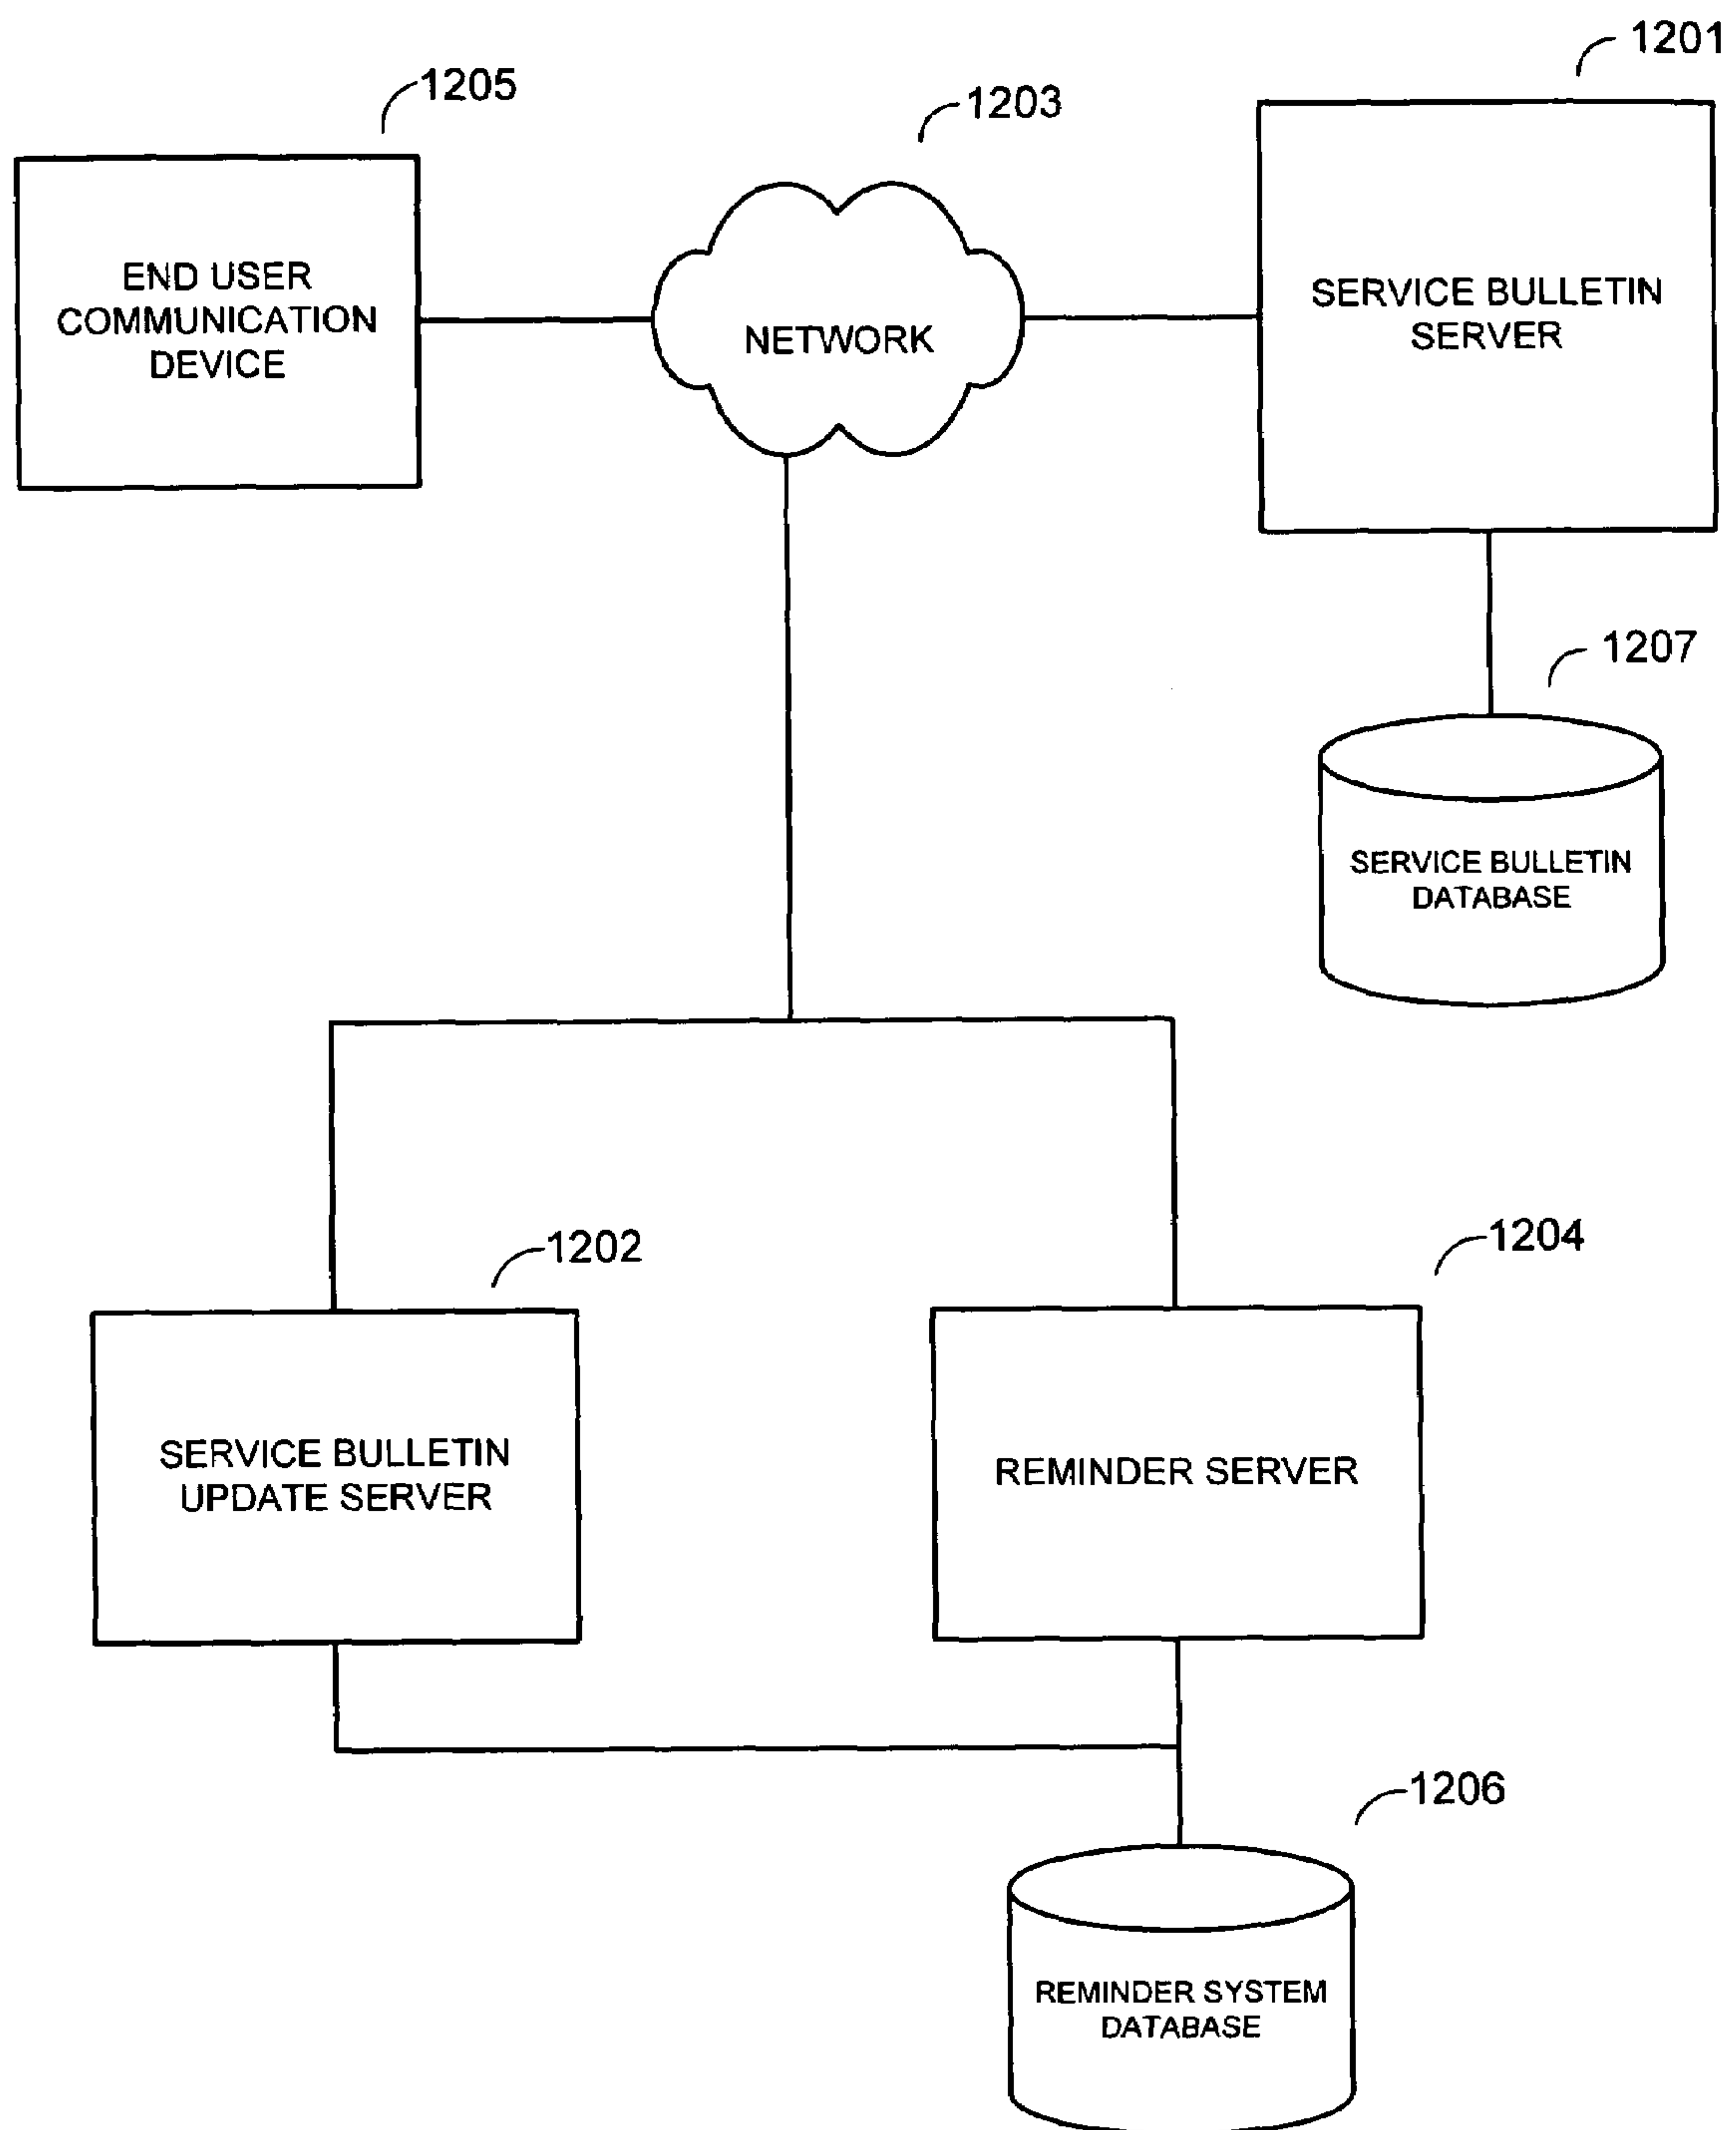 1201
1205
1203
END USER
COMMUNICATION
DEVICE
NETWORK
SERVICE BULLETIN
SERVER
1207
SERVICE BULLETIN
DATABASE
1202
1204
SERVICE BULLETIN
UPDATE SERVER
REMINDER SERVER
1206
REMINDER SYSTEM
DATABASE